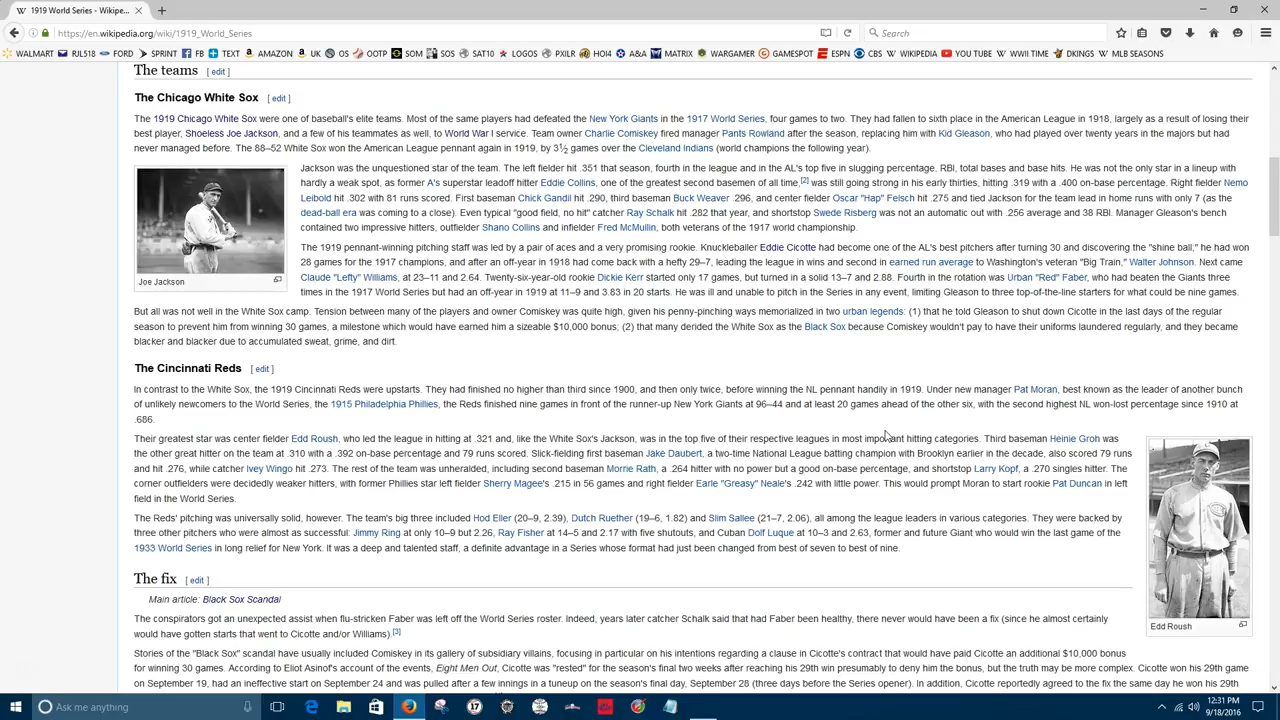 1919 World Series - Wikipe...
https://en.wikipedia.org/wiki/1919_World_Series
Search
WALMART RJL518 FORD SPRINT FB TEXT AMAZON UK OS OOTP SOM SOS SAT10 LOGOS PIXLR HOI4 A&A MATRIX WARGAMER GAMESPOT ESPN CBS WIKIPEDIA YOU TUBE WWII TIME DKINGS MLB SEASONS
The teams [ edit ]
The Chicago White Sox [ edit ]
The 1919 Chicago White Sox were one of baseball's elite teams. Most of the same players had defeated the New York Giants in the 1917 World Series, four games to two. They had fallen to sixth place in the American League in 1918, largely as a result of losing their
best player, Shoeless Joe Jackson, and a few of his teammates as well, to World War I service. Team owner Charlie Comiskey fired manager Pants Rowland after the season, replacing him with Kid Gleason, who had played over twenty years in the majors but had
never managed before. The 88–52 White Sox won the American League pennant again in 1919, by 3½ games over the Cleveland Indians (world champions the following year).
Jackson was the unquestioned star of the team. The left fielder hit .351 that season, fourth in the league and in the AL's top five in slugging percentage, RBI, total bases and base hits. He was not the only star in a lineup with
hardly a weak spot, as former A's superstar leadoff hitter Eddie Collins, one of the greatest second basemen of all time,[2] was still going strong in his early thirties, hitting .319 with a .400 on-base percentage. Right fielder Nemo
Leibold hit .302 with 81 runs scored. First baseman Chick Gandil hit .290, third baseman Buck Weaver .296, and center fielder Oscar "Hap" Felsch hit .275 and tied Jackson for the team lead in home runs with only 7 (as the
dead-ball era was coming to a close). Even typical "good field, no hit" catcher Ray Schalk hit .282 that year, and shortstop Swede Risberg was not an automatic out with .256 average and 38 RBI. Manager Gleason's bench
contained two impressive hitters, outfielder Shano Collins and infielder Fred McMullin, both veterans of the 1917 world championship.
The 1919 pennant-winning pitching staff was led by a pair of aces and a very promising rookie. Knuckleballer Eddie Cicotte had become one of the AL's best pitchers after turning 30 and discovering the "shine ball;" he had won
28 games for the 1917 champions, and after an off-year in 1918 had come back with a hefty 29–7, leading the league in wins and second in earned run average to Washington's veteran "Big Train," Walter Johnson. Next came
Claude "Lefty" Williams, at 23–11 and 2.64. Twenty-six-year-old rookie Dickie Kerr started only 17 games, but turned in a solid 13–7 and 2.88. Fourth in the rotation was Urban "Red" Faber, who had beaten the Giants three
times in the 1917 World Series but had an off-year in 1919 at 11–9 and 3.83 in 20 starts. He was ill and unable to pitch in the Series in any event, limiting Gleason to three top-of-the-line starters for what could be nine games.
Joe Jackson
But all was not well in the White Sox camp. Tension between many of the players and owner Comiskey was quite high, given his penny-pinching ways memorialized in two urban legends: (1) that he told Gleason to shut down Cicotte in the last days of the regular
season to prevent him from winning 30 games, a milestone which would have earned him a sizeable $10,000 bonus; (2) that many derided the White Sox as the Black Sox because Comiskey wouldn't pay to have their uniforms laundered regularly, and they became
blacker and blacker due to accumulated sweat, grime, and dirt.
The Cincinnati Reds [ edit ]
In contrast to the White Sox, the 1919 Cincinnati Reds were upstarts. They had finished no higher than third since 1900, and then only twice, before winning the NL pennant handily in 1919. Under new manager Pat Moran, best known as the leader of another bunch
of unlikely newcomers to the World Series, the 1915 Philadelphia Phillies, the Reds finished nine games in front of the runner-up New York Giants at 96–44 and at least 20 games ahead of the other six, with the second highest NL won-lost percentage since 1910 at
.686.
Their greatest star was center fielder Edd Roush, who led the league in hitting at .321 and, like the White Sox's Jackson, was in the top five of their respective leagues in most important hitting categories. Third baseman Heinie Groh was
the other great hitter on the team at .310 with a .392 on-base percentage and 79 runs scored. Slick-fielding first baseman Jake Daubert, a two-time National League batting champion with Brooklyn earlier in the decade, also scored 79 runs
and hit .276, while catcher Ivey Wingo hit .273. The rest of the team was unheraided, including second baseman Morrie Rath, a .264 hitter with no power but a good on-base percentage, and shortstop Larry Kopf, a .270 singles hitter. The
corner outfielders were decidedly weaker hitters, with former Phillies star left fielder Sherry Magee's .215 in 56 games and right fielder Earle "Greasy" Neale's .242 with little power. This would prompt Moran to start rookie Pat Duncan in left
field in the World Series.
The Reds' pitching was universally solid, however. The team's big three included Hod Eller (20–9, 2.39), Dutch Ruether (19–6, 1.82) and Slim Sallee (21–7, 2.06), all among the league leaders in various categories. They were backed by
three other pitchers who were almost as successful: Jimmy Ring at only 10–9 but 2.26, Ray Fisher at 14–5 and 2.17 with five shutouts, and Cuban Dolf Luque at 10–3 and 2.63, former and future Giant who would win the last game of the
1933 World Series in long relief for New York. It was a deep and talented staff, a definite advantage in a Series whose format had just been changed from best of seven to best of nine.
Edd Roush
The fix [ edit ]
Main article: Black Sox Scandal
The conspirators got an unexpected assist when flu-stricken Faber was left off the World Series roster. Indeed, years later catcher Schalk said that had Faber been healthy, there never would have been a fix (since he almost certainly
would have gotten starts that went to Cicotte and/or Williams).[3]
Stories of the "Black Sox" scandal have usually included Comiskey in its gallery of subsidiary villains, focusing in particular on his intentions regarding a clause in Cicotte's contract that would have paid Cicotte an additional $10,000 bonus
for winning 30 games. According to Eliot Asinof's account of the events, Eight Men Out, Cicotte was "rested" for the season's final two weeks after reaching his 29th win presumably to deny him the bonus, but the truth may be more complex. Cicotte won his 29th game
on September 19, had an ineffective start on September 24 and was pulled after a few innings in a tuneup on the season's final day, September 28 (three days before the Series opener). In addition, Cicotte reportedly agreed to the fix the same day he won his 29th
Ask me anything
12:31 PM
9/18/2016